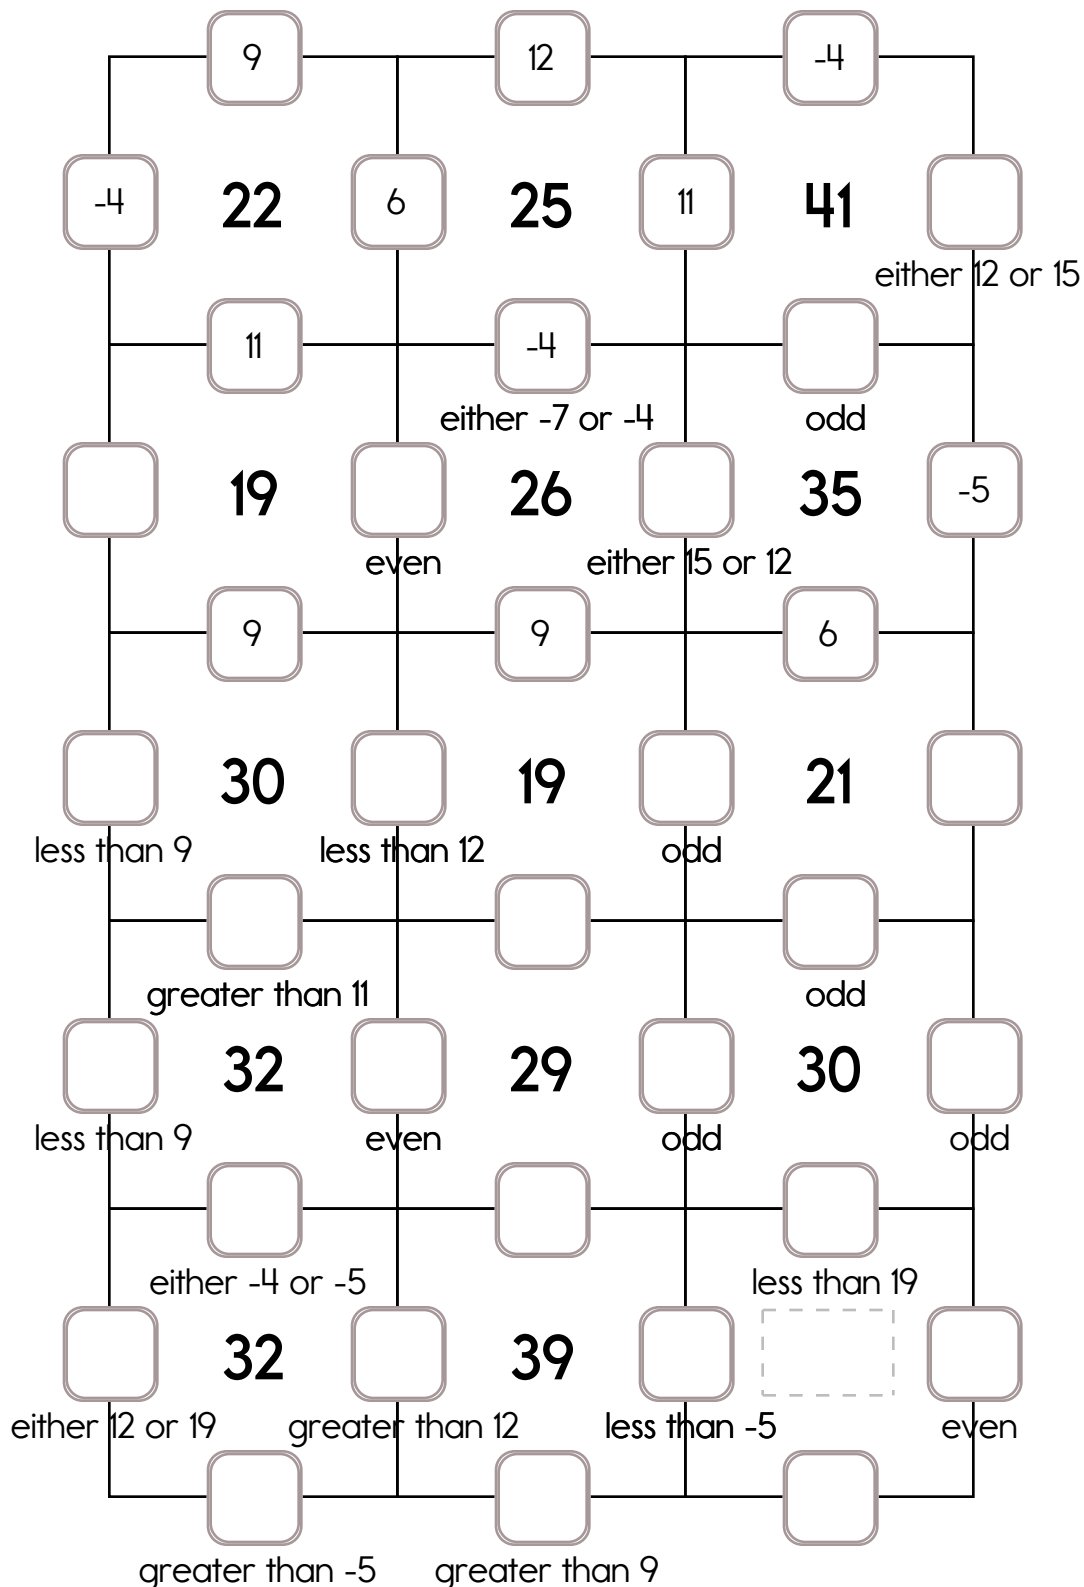 9 12 -4
-4 22 6 25 11 41
either 12 or 15
11 -4
either -7 or -4 odd
19 26 35 -5
even either 15 or 12
9 9 6
30 19 21
less than 9 less than 12 odd
greater than 11 odd
32 29 30
less than 9 even odd odd
either -4 or -5 less than 19
32 39
either 12 or 19 greater than 12 less than -5 even
greater than -5 greater than 9